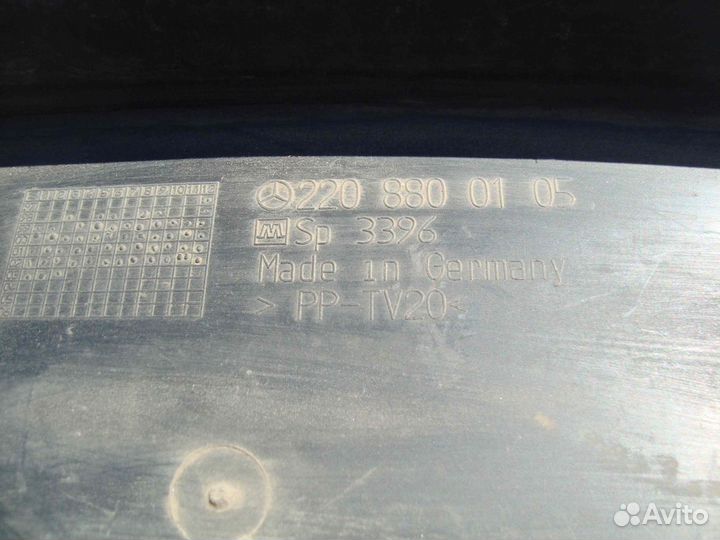 220 880 01 05
M Sp 3396
Made in Germany
> PP-TV20<
Avito